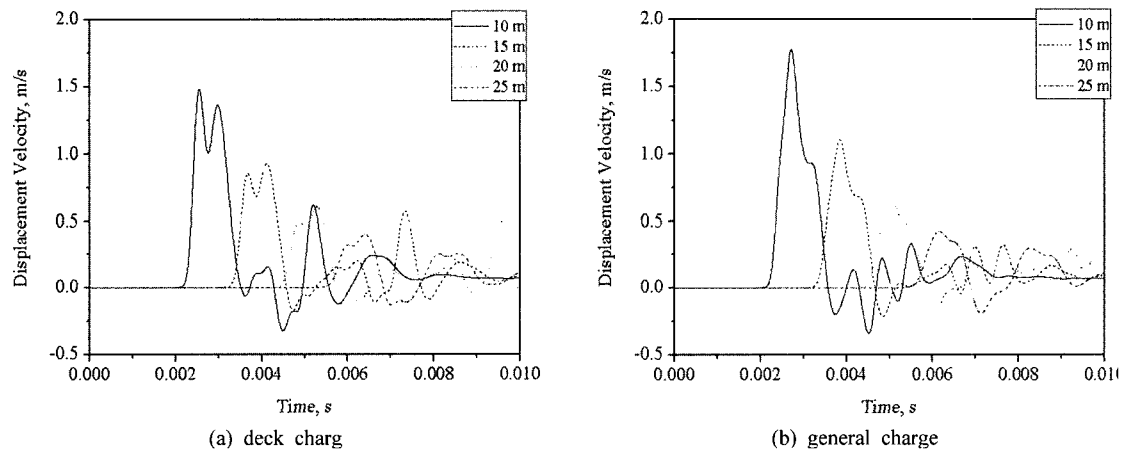 2.0
1.5
1.0
0.5
0.0
-0.5
Displacement Velocity, m/s
10 m
15 m
20 m
25 m
0.000 0.002 0.004 0.006 0.008 0.010
Time, s
(a) deck charg
2.0
1.5
1.0
0.5
0.0
-0.5
Displacement Velocity, m/s
10 m
15 m
20 m
25 m
0.000 0.002 0.004 0.006 0.008 0.010
Time, s
(b) general charge